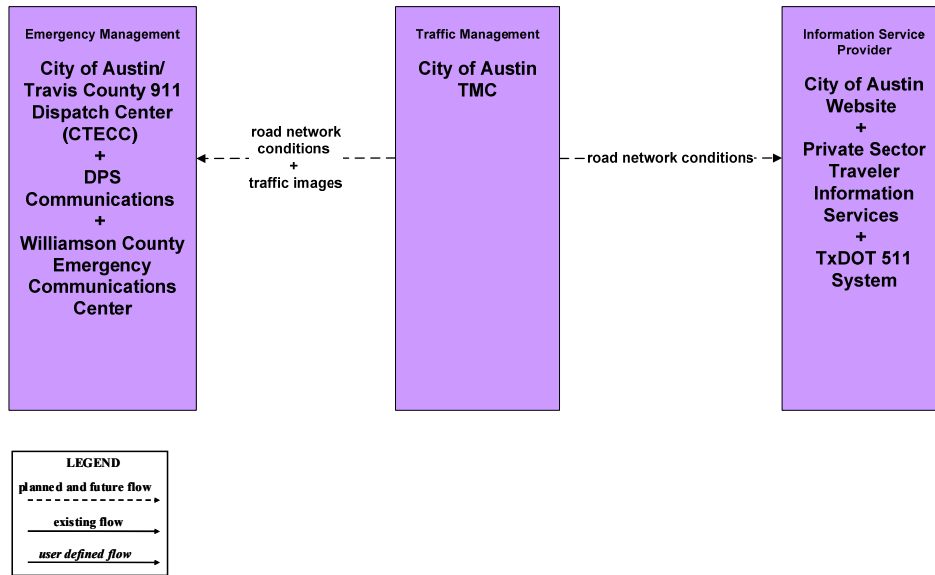 Emergency Management
City of Austin/
Travis County 911
Dispatch Center
(CTECC)
+
DPS
Communications
+
Williamson County
Emergency
Communications
Center
road network
conditions
+
traffic images
Traffic Management
City of Austin
TMC
road network conditions
Information Service
Provider
City of Austin
Website
+
Private Sector
Traveler
Information
Services
+
TxDOT 511
System
LEGEND
planned and future flow
existing flow
user defined flow